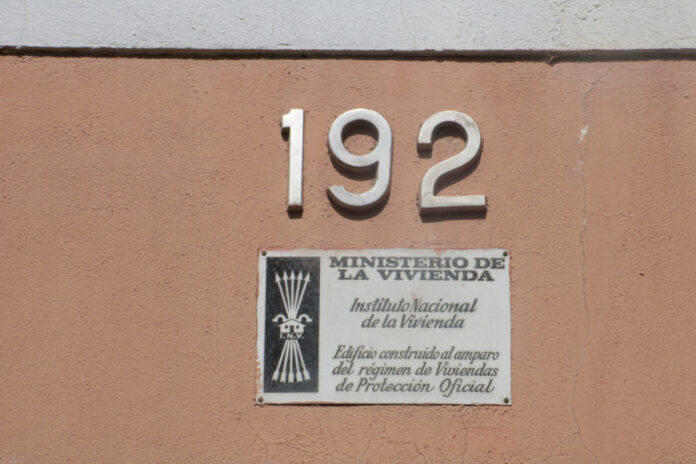 192
MINISTERIO DE
LA VIVIENDA
Instituto Nacional
de la Vivienda
I.N.V.
Edificio construido al amparo
del régimen de Viviendas
de Protección Oficial